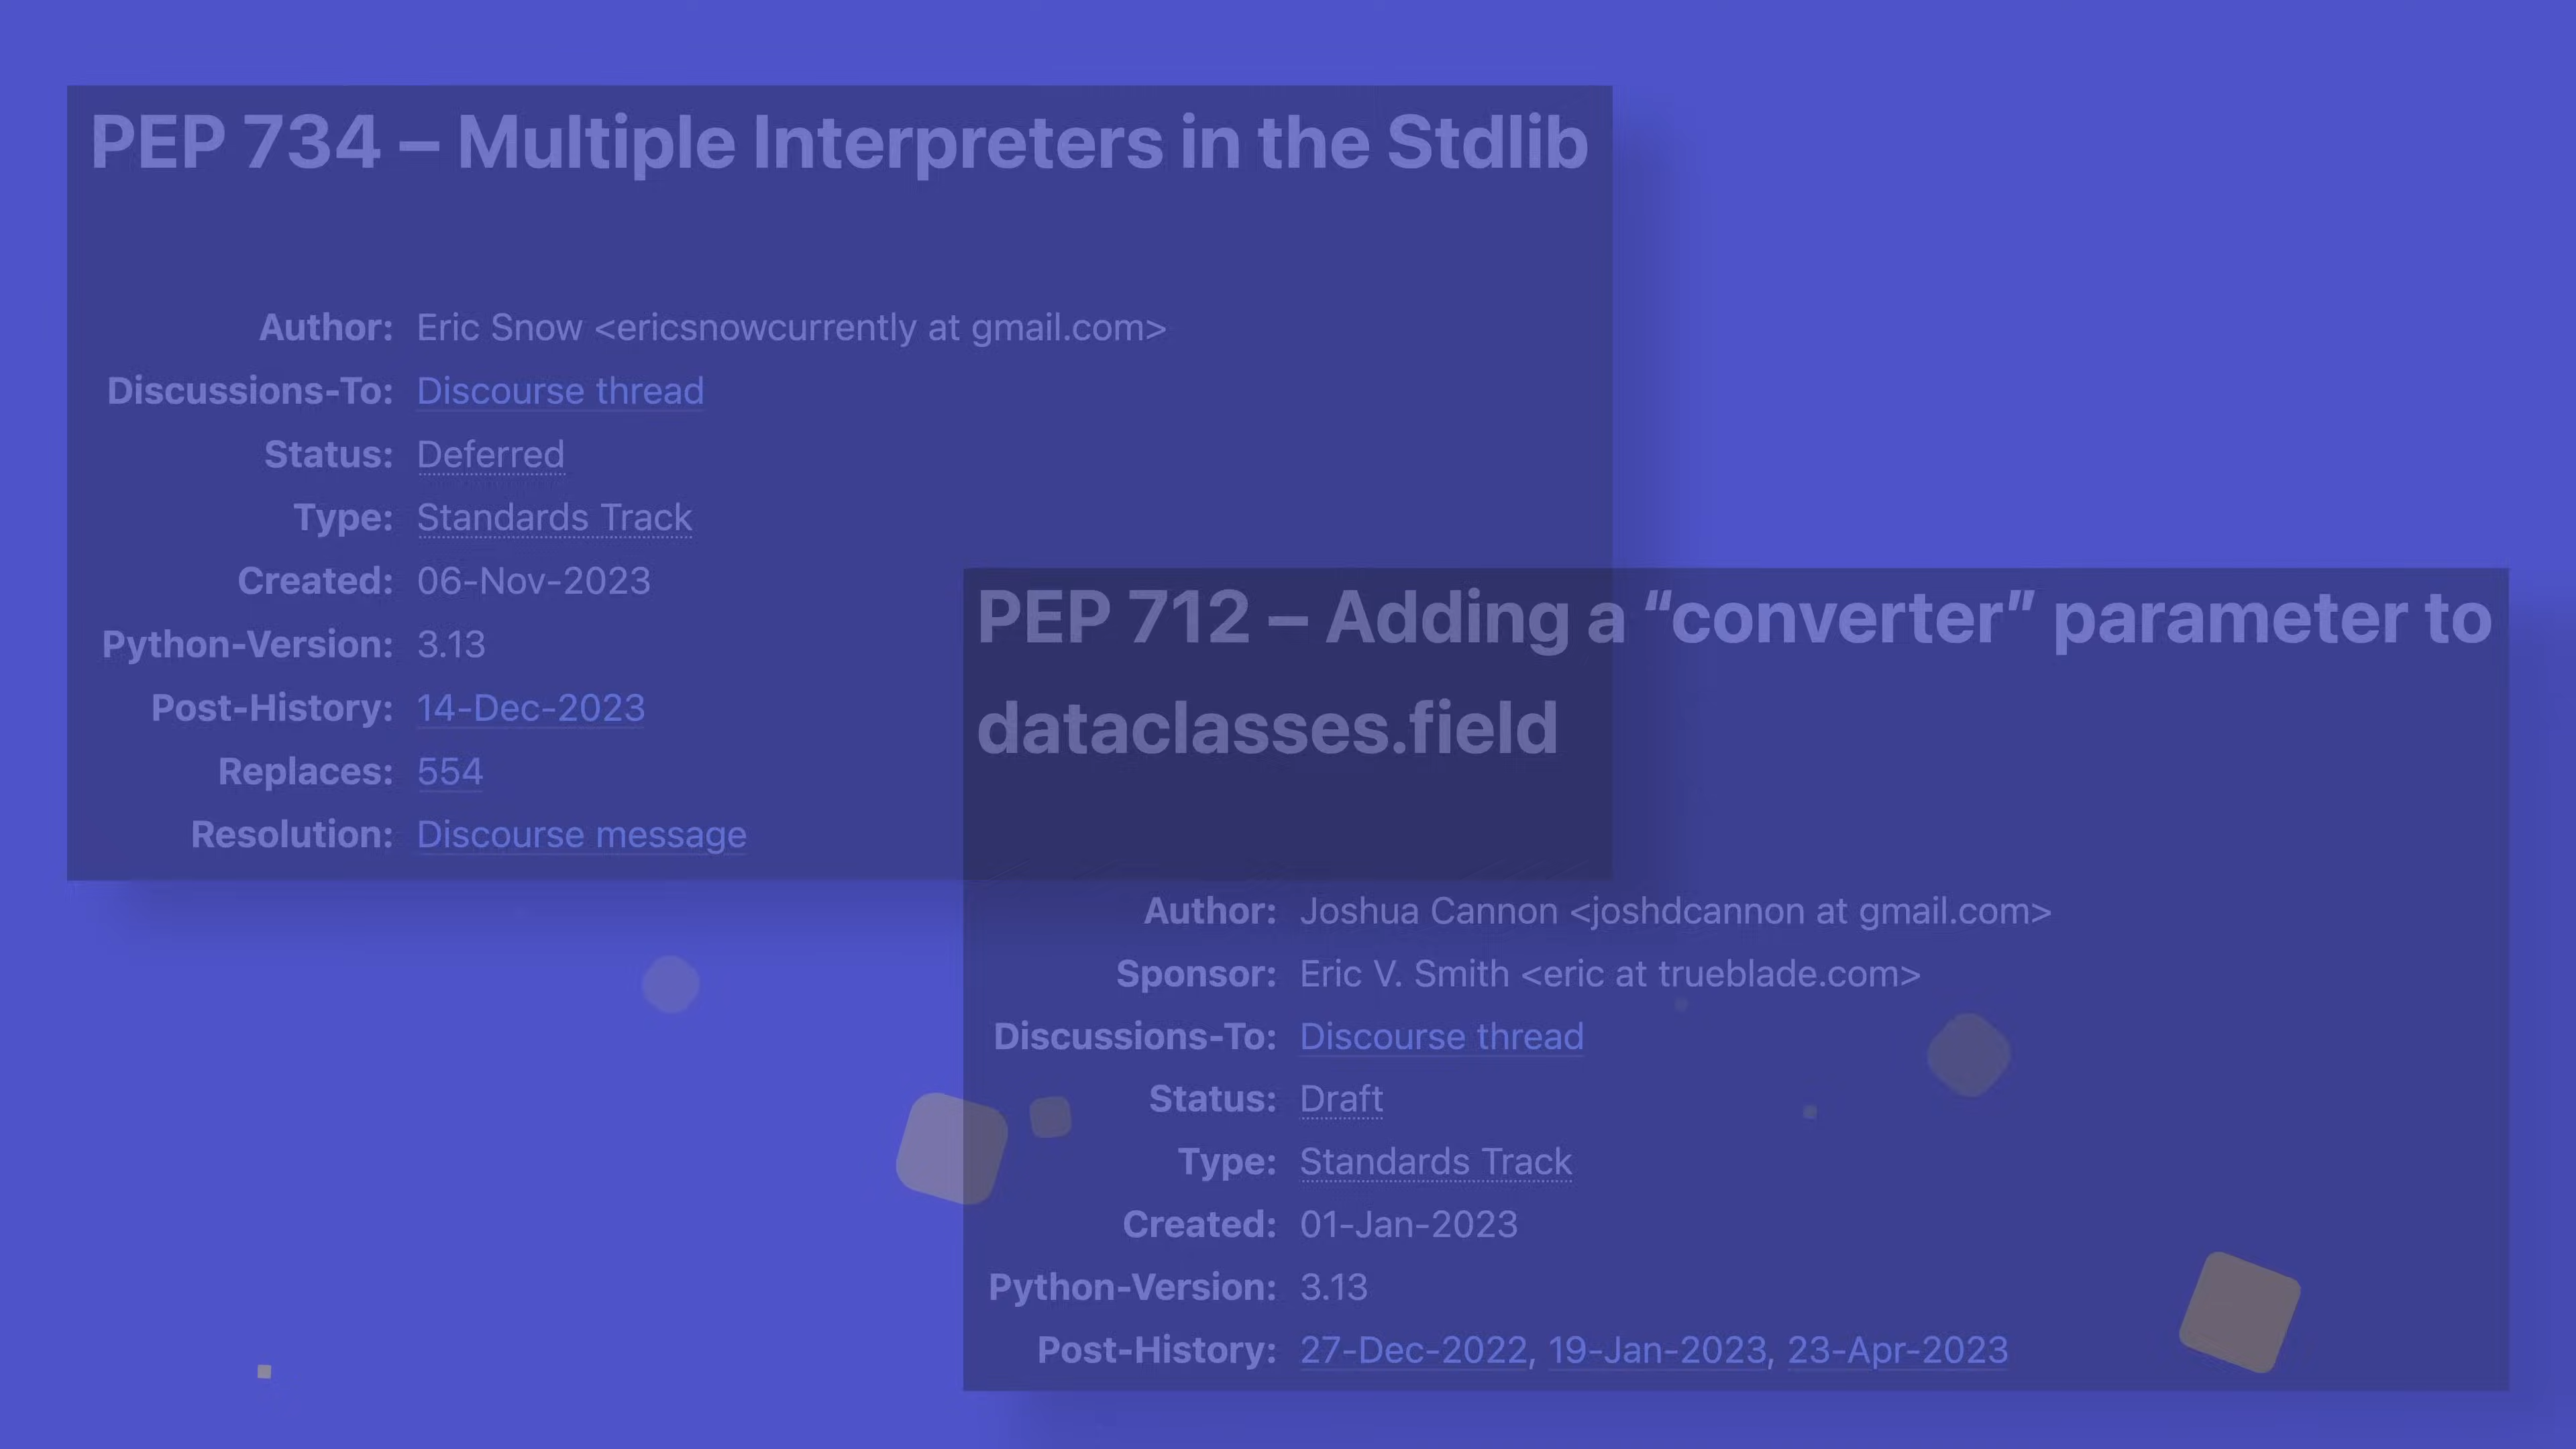 PEP 734 – Multiple Interpreters in the Stdlib
Author: Eric Snow <ericsnowcurrently at gmail.com>
Discussions-To: Discourse thread
Status: Deferred
Type: Standards Track
Created: 06-Nov-2023
Python-Version: 3.13
Post-History: 14-Dec-2023
Replaces: 554
Resolution: Discourse message
PEP 712 – Adding a “converter” parameter to
dataclasses.field
Author: Joshua Cannon <joshdcannon at gmail.com>
Sponsor: Eric V. Smith <eric at trueblade.com>
Discussions-To: Discourse thread
Status: Draft
Type: Standards Track
Created: 01-Jan-2023
Python-Version: 3.13
Post-History: 27-Dec-2022, 19-Jan-2023, 23-Apr-2023